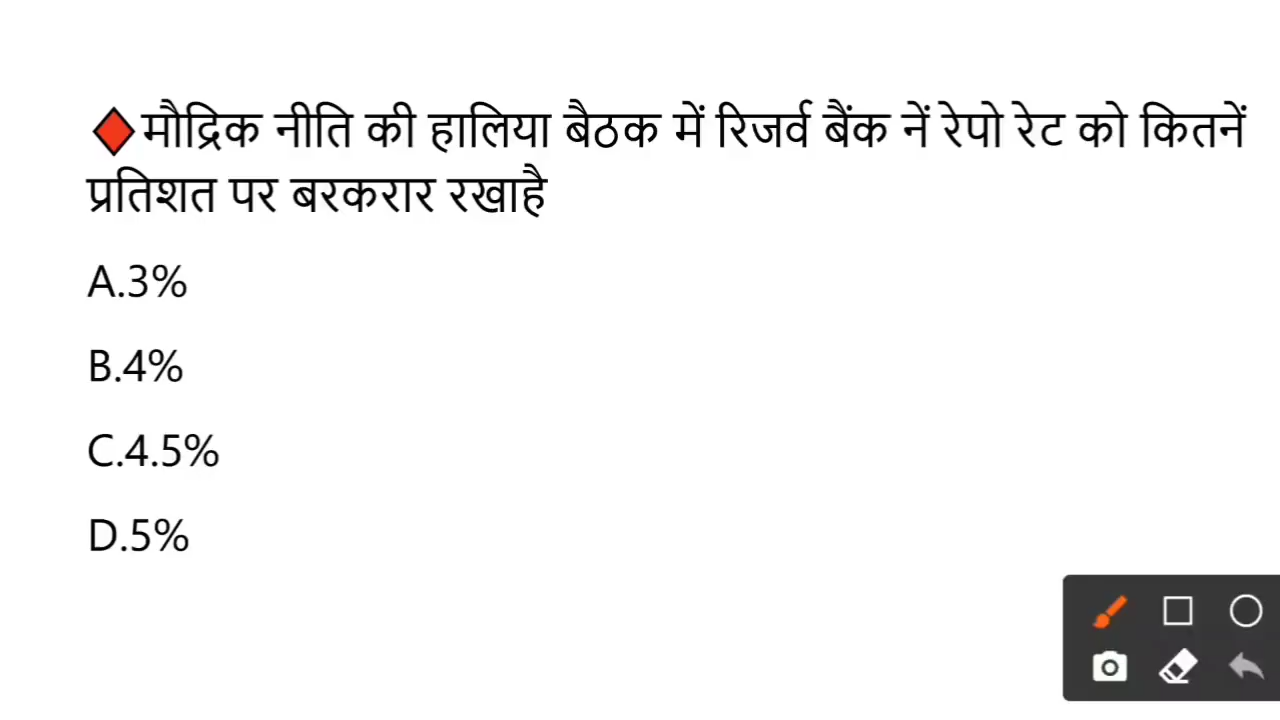 ♦मौद्रिक नीति की हालिया बैठक में रिजर्व बैंक नें रेपो रेट को कितनें
प्रतिशत पर बरकरार रखाहै
A.3%
B.4%
C.4.5%
D.5%